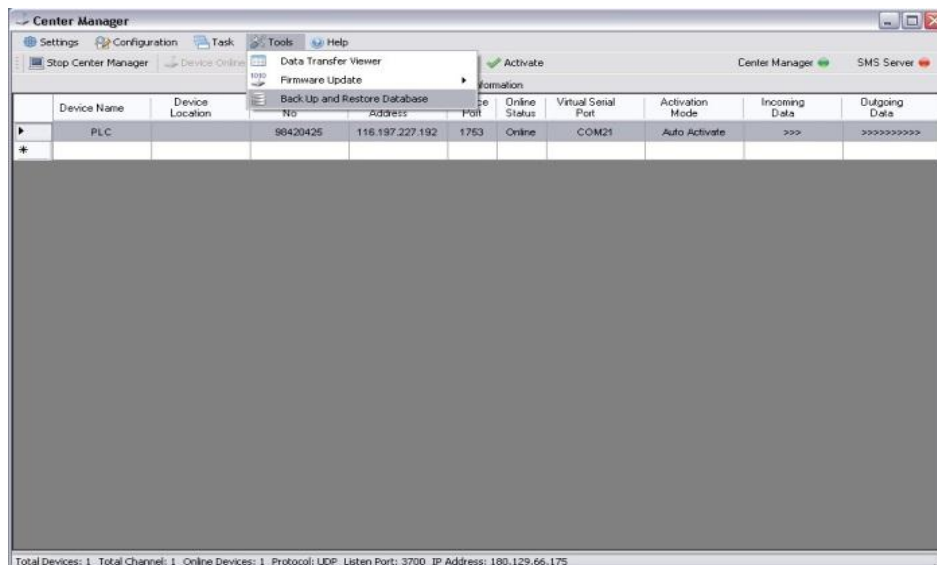 Center Manager
Settings Configuration Task Tools Help
Stop Center Manager Device Online Data Transfer Viewer Activate Center Manager SMS Server
1010 Firmware Update
Back Up and Restore Database
Device Name Device Location No Address Port Online Status Virtual Serial Port Activation Mode Incoming Data Outgoing Data
PLC 98420425 116.197.227.192 1753 Online COM21 Auto Activate >>> >>>>>>>>>>
Total Devices: 1 Total Channel: 1 Online Devices: 1 Protocol: UDP Listen Port: 3700 IP Address: 180.129.66.175